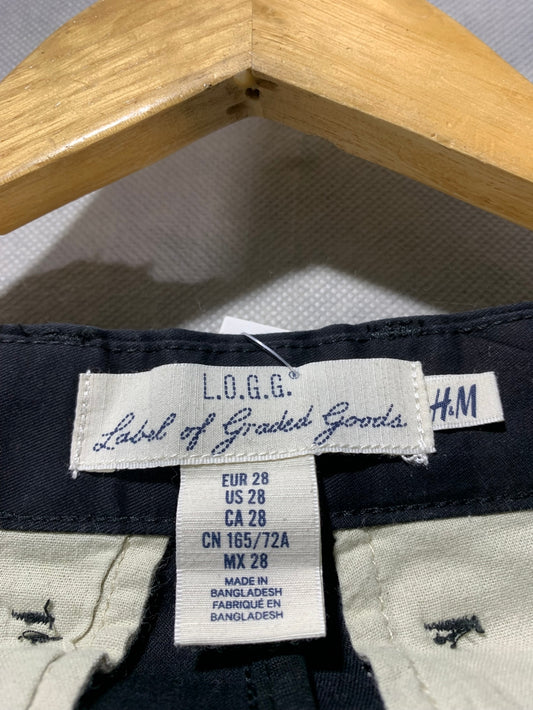 L.O.G.G.®
Label of Graded Goods
H&M
EUR 28
US 28
CA 28
CN 165/72A
MX 28
MADE IN
BANGLADESH
FABRIQUÉ EN
BANGLADESH